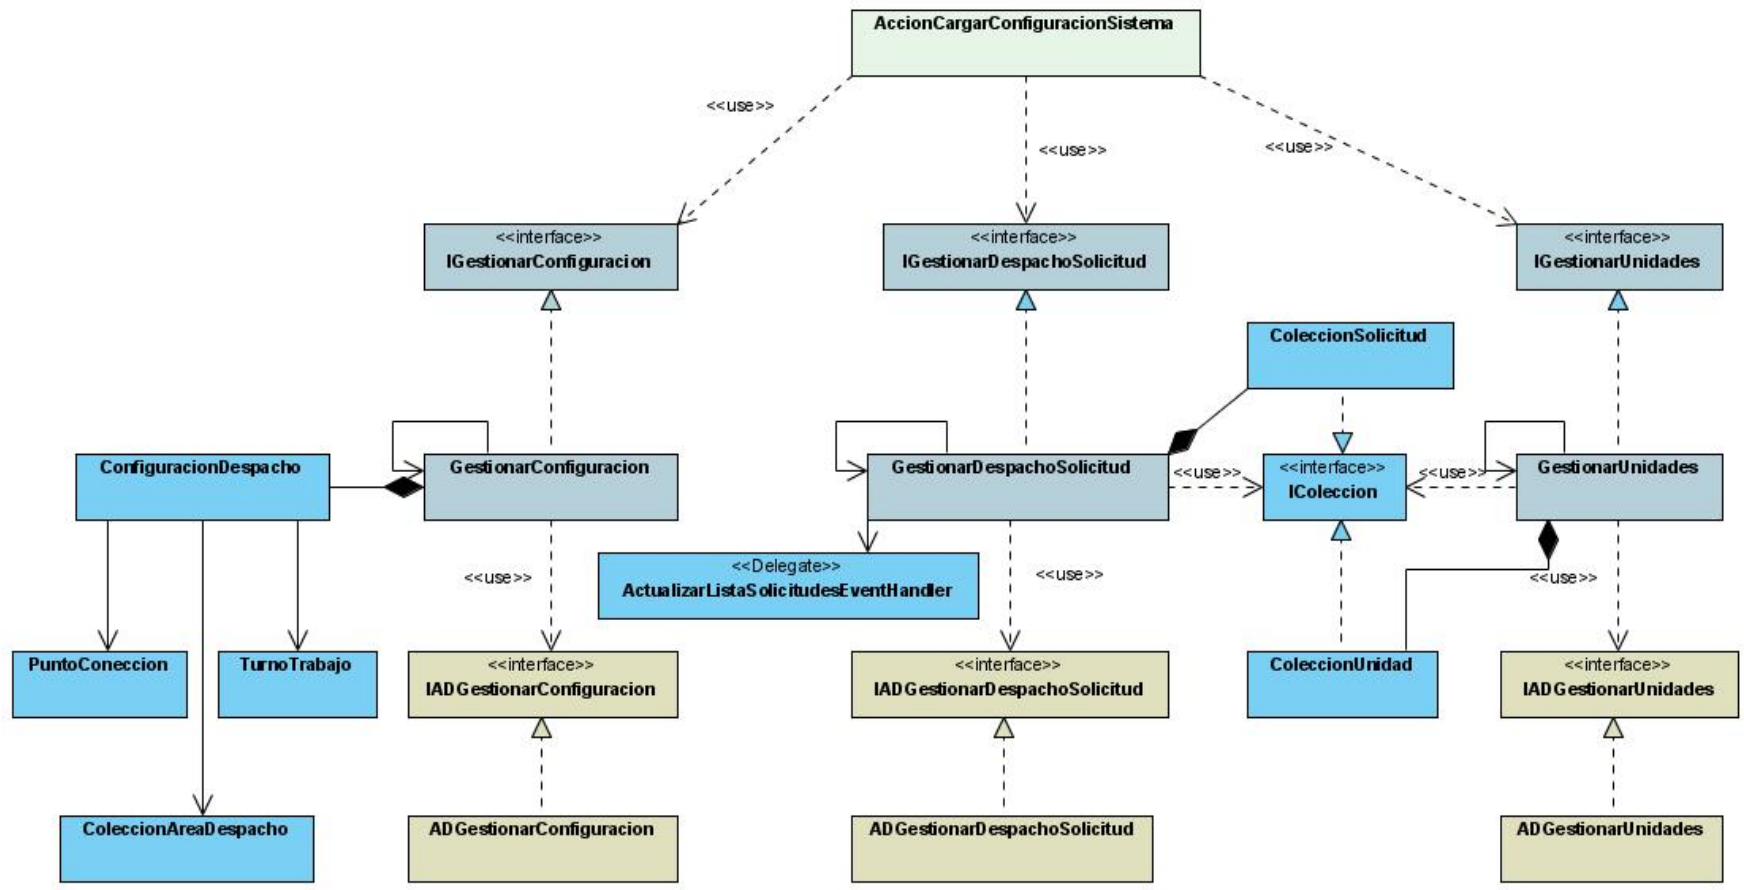 AccionCargarConfiguracionSistema
<<use>>
<<use>>
<<use>>
<<interface>>
IGestionarConfiguracion
<<interface>>
IGestionarDespachoSolicitud
<<interface>>
IGestionarUnidades
ColeccionSolicitud
ConfiguracionDespacho
GestionarConfiguracion
GestionarDespachoSolicitud
<<use>>
<<interface>>
IColeccion
<<use>>
GestionarUnidades
<<use>>
<<Delegate>>
ActualizarListaSolicitudesEventHandler
<<use>>
<<use>>
PuntoConeccion
TurnoTrabajo
<<interface>>
IADGestionarConfiguracion
<<interface>>
IADGestionarDespachoSolicitud
ColeccionUnidad
<<interface>>
IADGestionarUnidades
ColeccionAreaDespacho
ADGestionarConfiguracion
ADGestionarDespachoSolicitud
ADGestionarUnidades